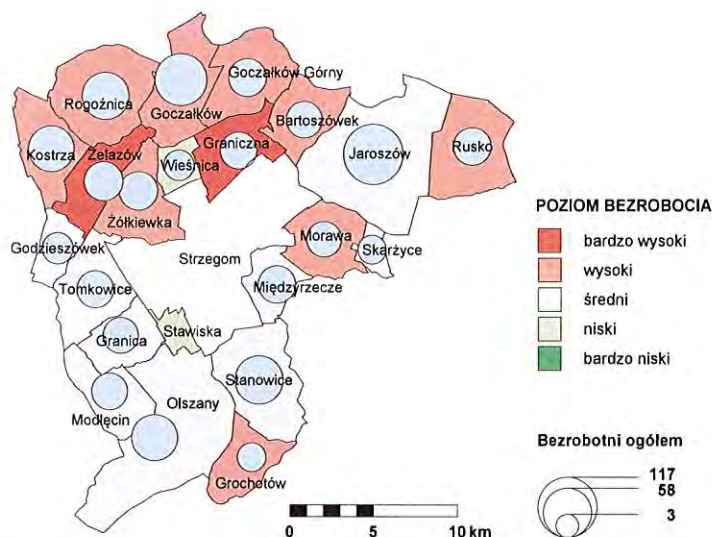 Goczałków Górny
Rogoźnica
Goczałków
Bartoszówek
Kostrza
Żelazów
Wieśnica
Graniczna
Jaroszów
Rusko
Żółkiewka
Godzieszówek
Morawa
Skarżyce
Strzegom
Tomkowice
Międzyrzecze
Granica
Stawiska
Stanowice
Modlęcin
Olszany
Grochotów
0 5 10 km
POZIOM BEZROBOCIA
bardzo wysoki
wysoki
średni
niski
bardzo niski
Bezrobotni ogółem
117
58
3